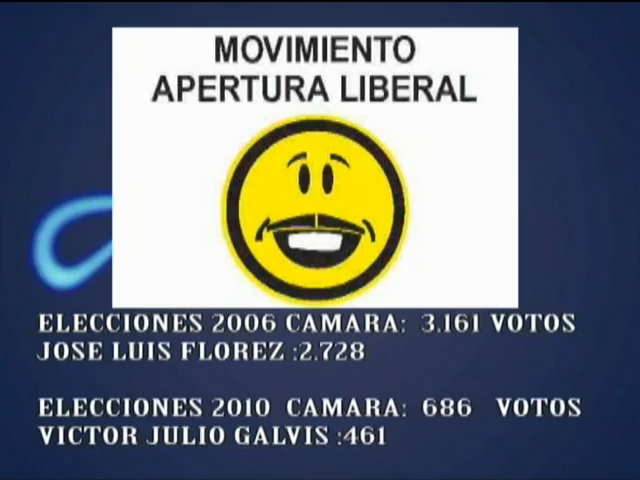 MOVIMIENTO
APERTURA LIBERAL
ELECCIONES 2006 CAMARA: 3.161 VOTOS
JOSE LUIS FLOREZ :2.728
ELECCIONES 2010 CAMARA: 686 VOTOS
VICTOR JULIO GALVIS :461